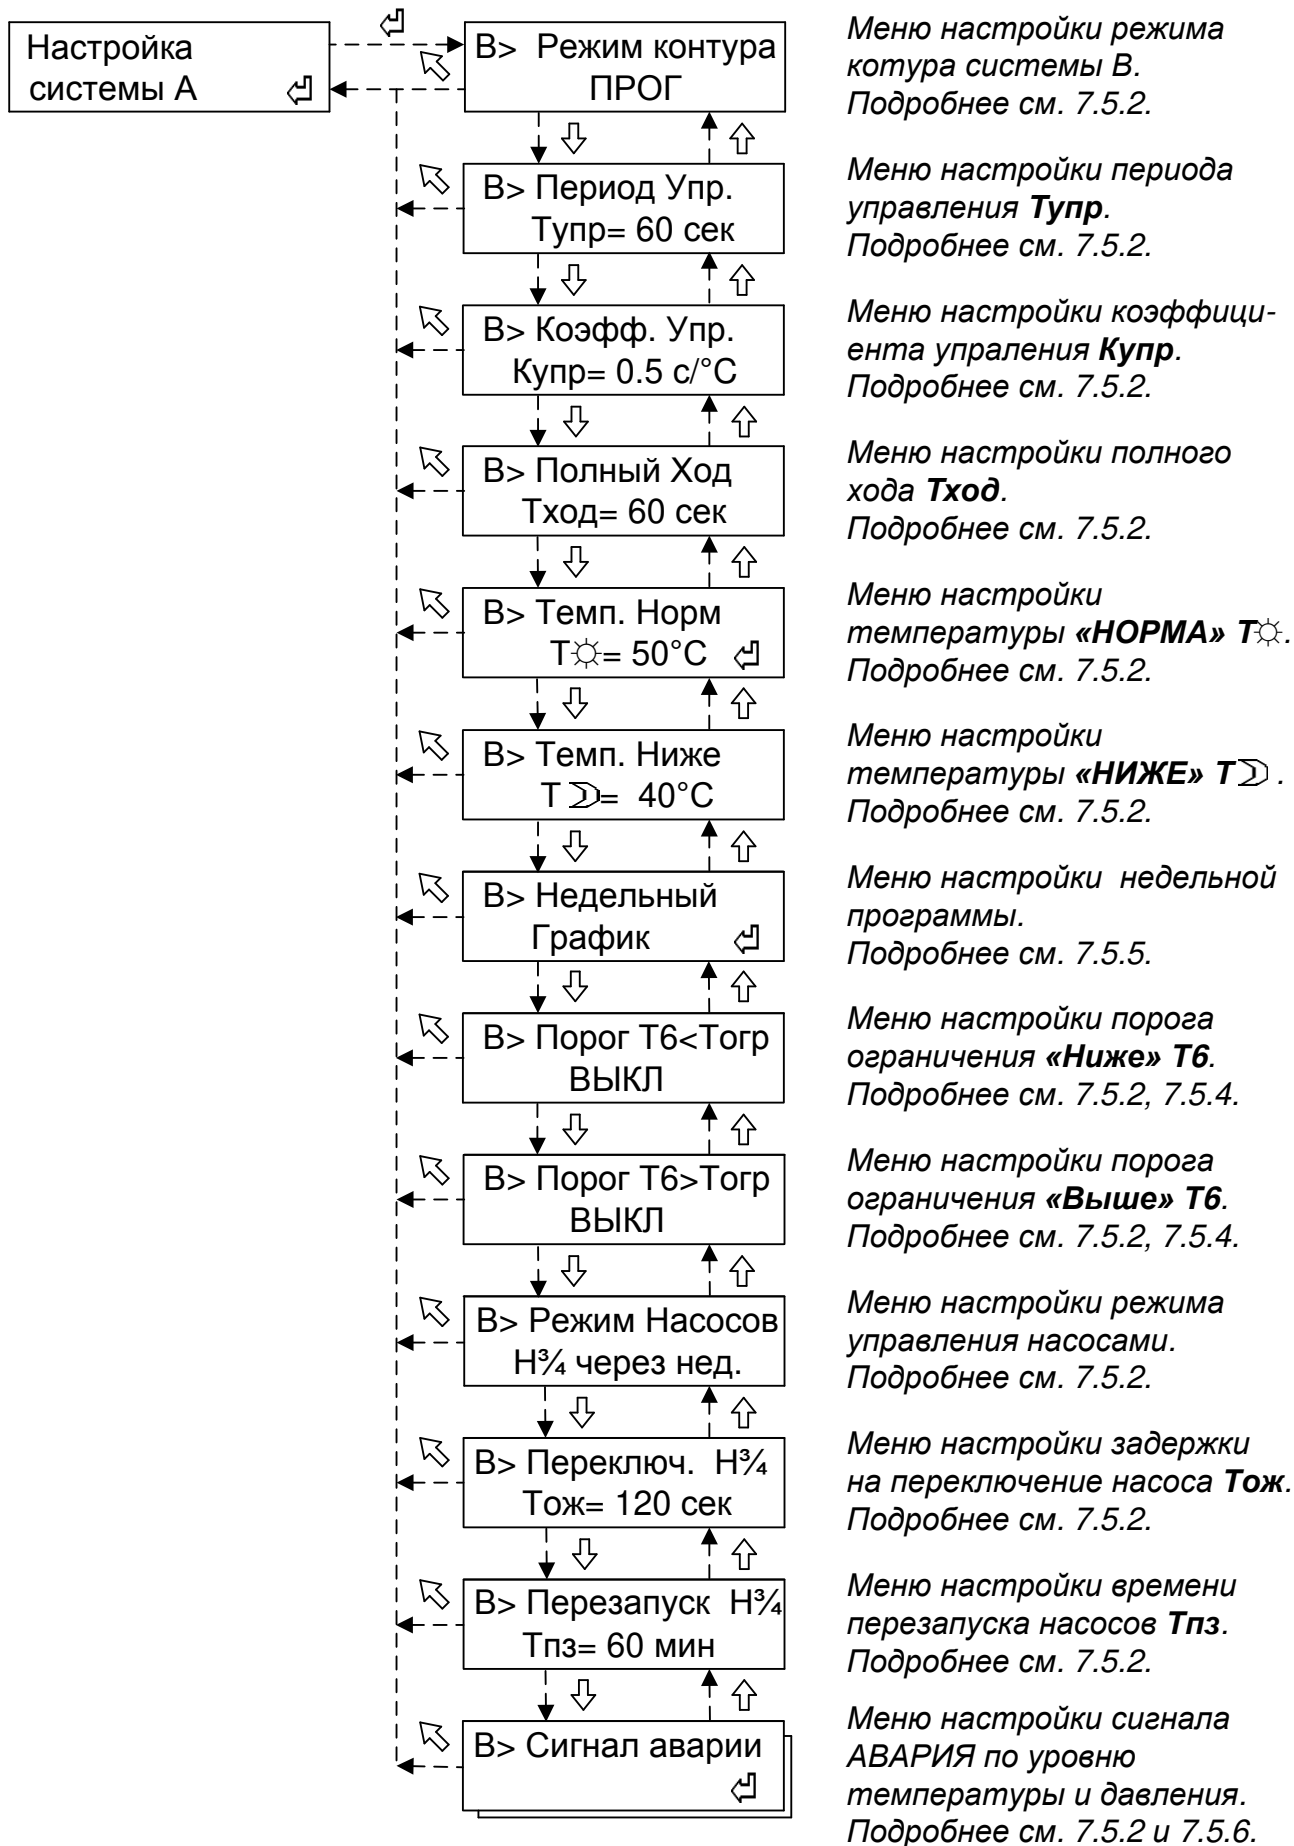 Настройка
системы А
В> Режим контура
ПРОГ
Меню настройки режима
котура системы В.
Подробнее см. 7.5.2.
В> Период Упр.
Тупр= 60 сек
Меню настройки периода
управления Тупр.
Подробнее см. 7.5.2.
В> Коэфф. Упр.
Купр= 0.5 с/°С
Меню настройки коэффици-
ента упраления Купр.
Подробнее см. 7.5.2.
В> Полный Ход
Тход= 60 сек
Меню настройки полного
хода Тход.
Подробнее см. 7.5.2.
В> Темп. Норм
Т☼= 50°С
Меню настройки
температуры «НОРМА» Т☼.
Подробнее см. 7.5.2.
В> Темп. Ниже
Т☽= 40°С
Меню настройки
температуры «НИЖЕ» Т☽ .
Подробнее см. 7.5.2.
В> Недельный
График
Меню настройки недельной
программы.
Подробнее см. 7.5.5.
В> Порог Т6<Тогр
ВЫКЛ
Меню настройки порога
ограничения «Ниже» Т6.
Подробнее см. 7.5.2, 7.5.4.
В> Порог Т6>Тогр
ВЫКЛ
Меню настройки порога
ограничения «Выше» Т6.
Подробнее см. 7.5.2, 7.5.4.
В> Режим Насосов
Н¾ через нед.
Меню настройки режима
управления насосами.
Подробнее см. 7.5.2.
В> Переключ. Н¾
Тож= 120 сек
Меню настройки задержки
на переключение насоса Тож.
Подробнее см. 7.5.2.
В> Перезапуск Н¾
Тпз= 60 мин
Меню настройки времени
перезапуска насосов Тпз.
Подробнее см. 7.5.2.
В> Сигнал аварии
Меню настройки сигнала
АВАРИЯ по уровню
температуры и давления.
Подробнее см. 7.5.2 и 7.5.6.